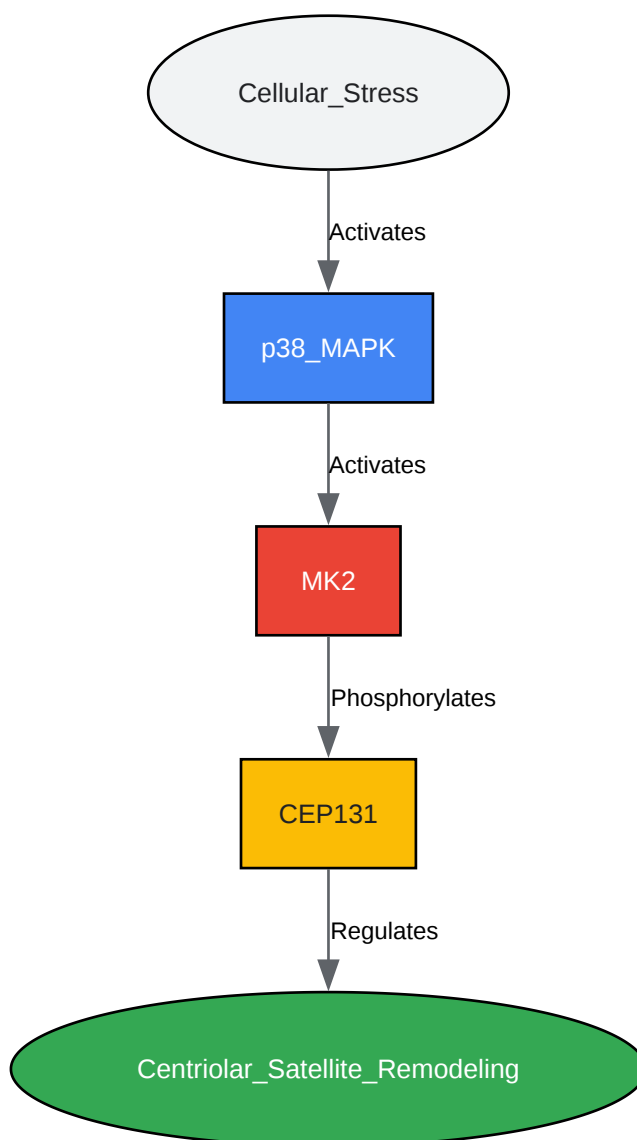 Cellular_Stress
Activates
p38_MAPK
Activates
MK2
Phosphorylates
CEP131
Regulates
Centriolar_Satellite_Remodeling